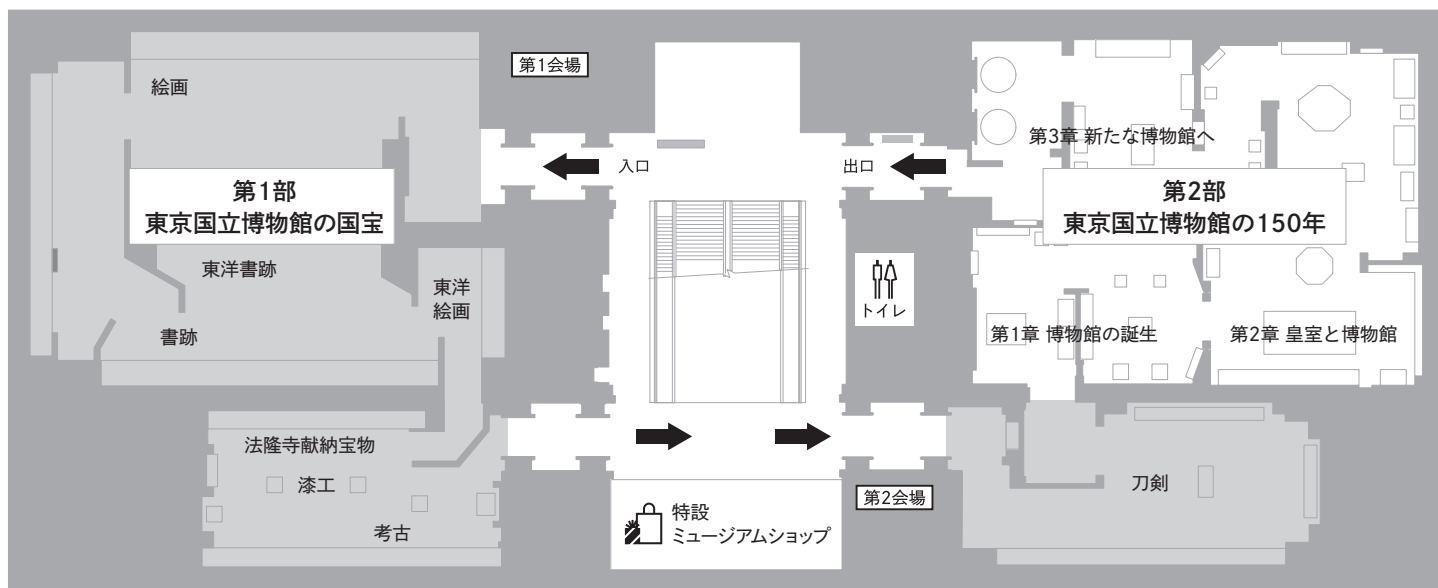 第1会場
絵画
第1部
東京国立博物館の国宝
東洋書跡
書跡
東洋
絵画
法隆寺献納宝物
漆工
考古
入口
出口
トイレ
特設
ミュージアムショップ
第2会場
第3章 新たな博物館へ
第2部
東京国立博物館の150年
第1章 博物館の誕生
第2章 皇室と博物館
刀剣